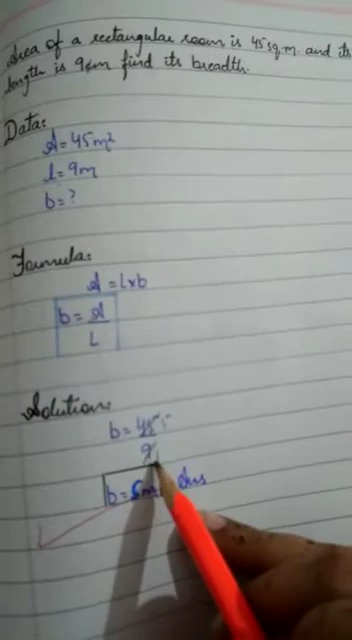 Area of a rectangular room is 45 sq.m. and its
length is 9m find its breadth.
Data:
A = 45m²
l = 9m
b = ?
Formula:
A = l x b
b = A
L
Solution:
b = 45
9
b = 5m Ans